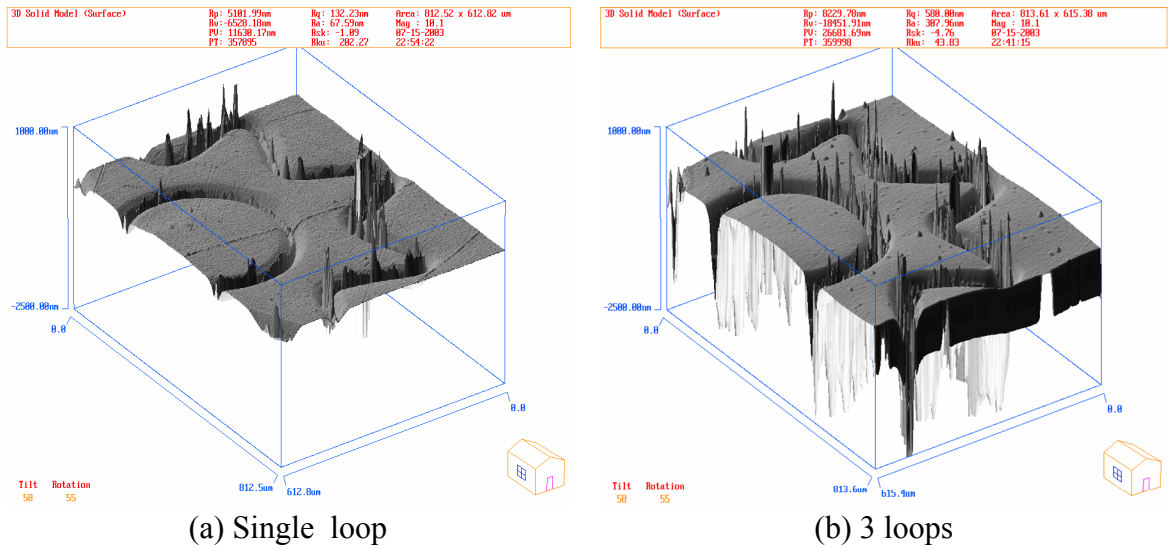 3D Solid Model (Surface)
Rp: 5101.99nm Rq: 132.23nm Area: 812.52 x 612.82 um
Rv:-6528.18nm Ra: 67.59nm Mag : 10.1
PV: 11630.17nm Rsk: -1.09 07-15-2003
PT: 357895 Rku: 202.27 22:54:22
1000.00nm
-2500.00nm
0.0
0.0
812.5um
612.8um
Tilt Rotation
58 55
(a) Single loop
3D Solid Model (Surface)
Rp: 8229.78nm Rq: 580.00nm Area: 813.61 x 615.38 um
Rv:-18451.91nm Ra: 307.96nm Mag : 10.1
PV: 26681.69nm Rsk: -4.76 07-15-2003
PT: 359998 Rku: 43.83 22:41:15
1000.00nm
-2500.00nm
0.0
0.0
813.6um
615.4um
Tilt Rotation
58 55
(b) 3 loops